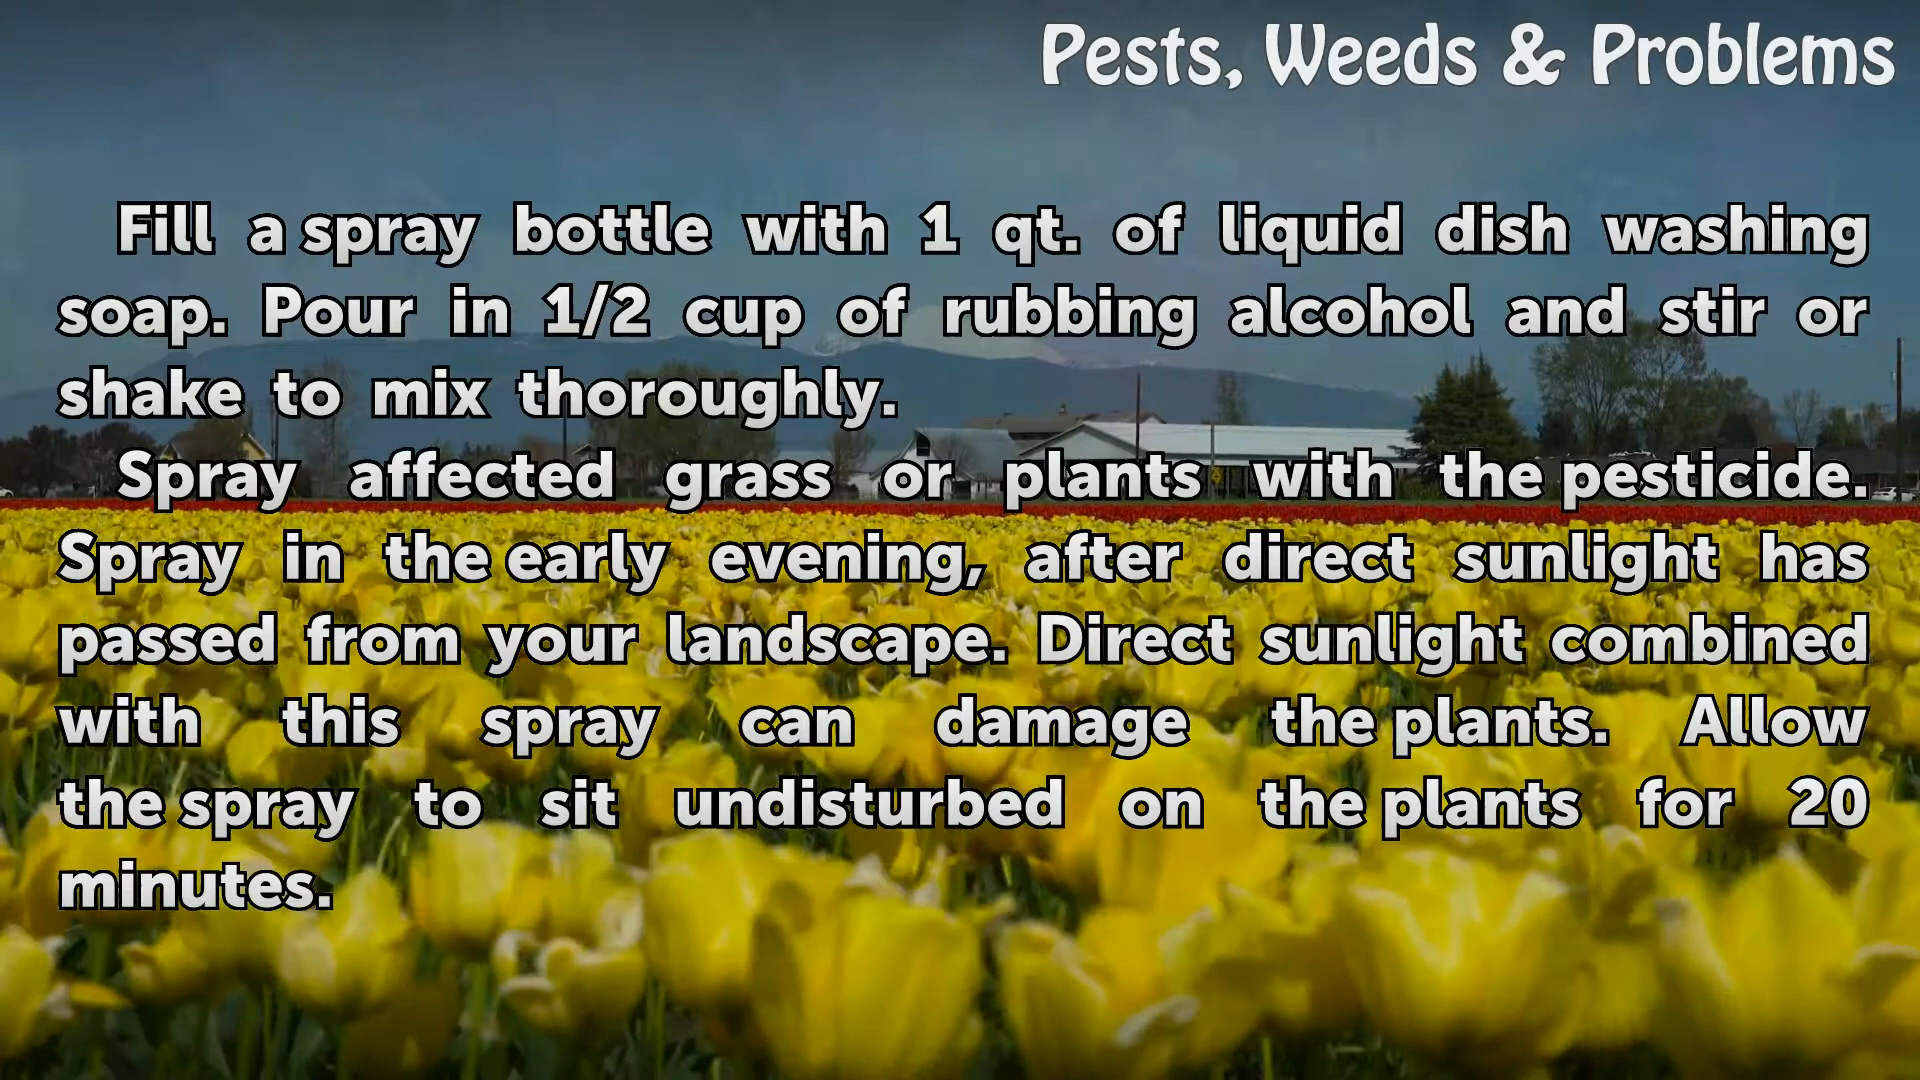 Pests, Weeds & Problems
Fill a spray bottle with 1 qt. of liquid dish washing
soap. Pour in 1/2 cup of rubbing alcohol and stir or
shake to mix thoroughly.
Spray affected grass or plants with the pesticide.
Spray in the early evening, after direct sunlight has
passed from your landscape. Direct sunlight combined
with this spray can damage the plants. Allow
the spray to sit undisturbed on the plants for 20
minutes.